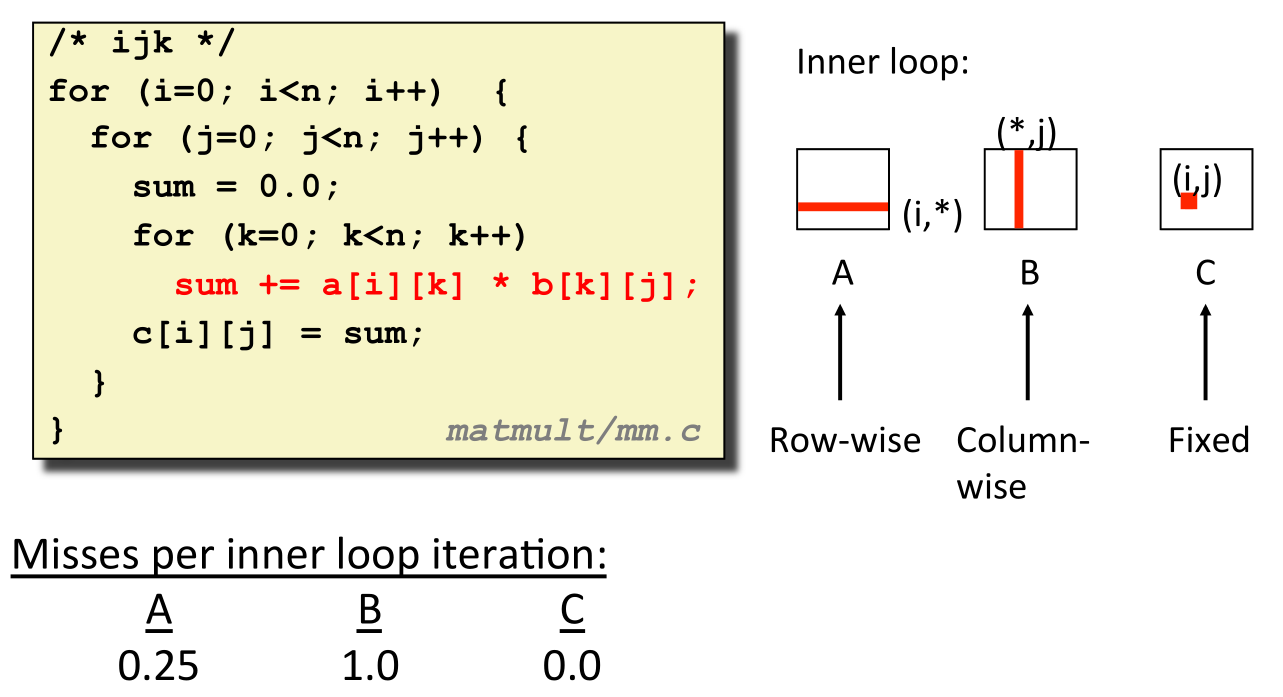 /* ijk */
for (i=0; i<n; i++)  {
  for (j=0; j<n; j++) {
    sum = 0.0;
    for (k=0; k<n; k++)
      sum += a[i][k] * b[k][j];
    c[i][j] = sum;
  }
}
matmult/mm.c
Inner loop:
(*,j)
(i,j)
(i,*)
A B C
Row-wise Column-wise Fixed
Misses per inner loop iteration:
A B C
0.25 1.0 0.0